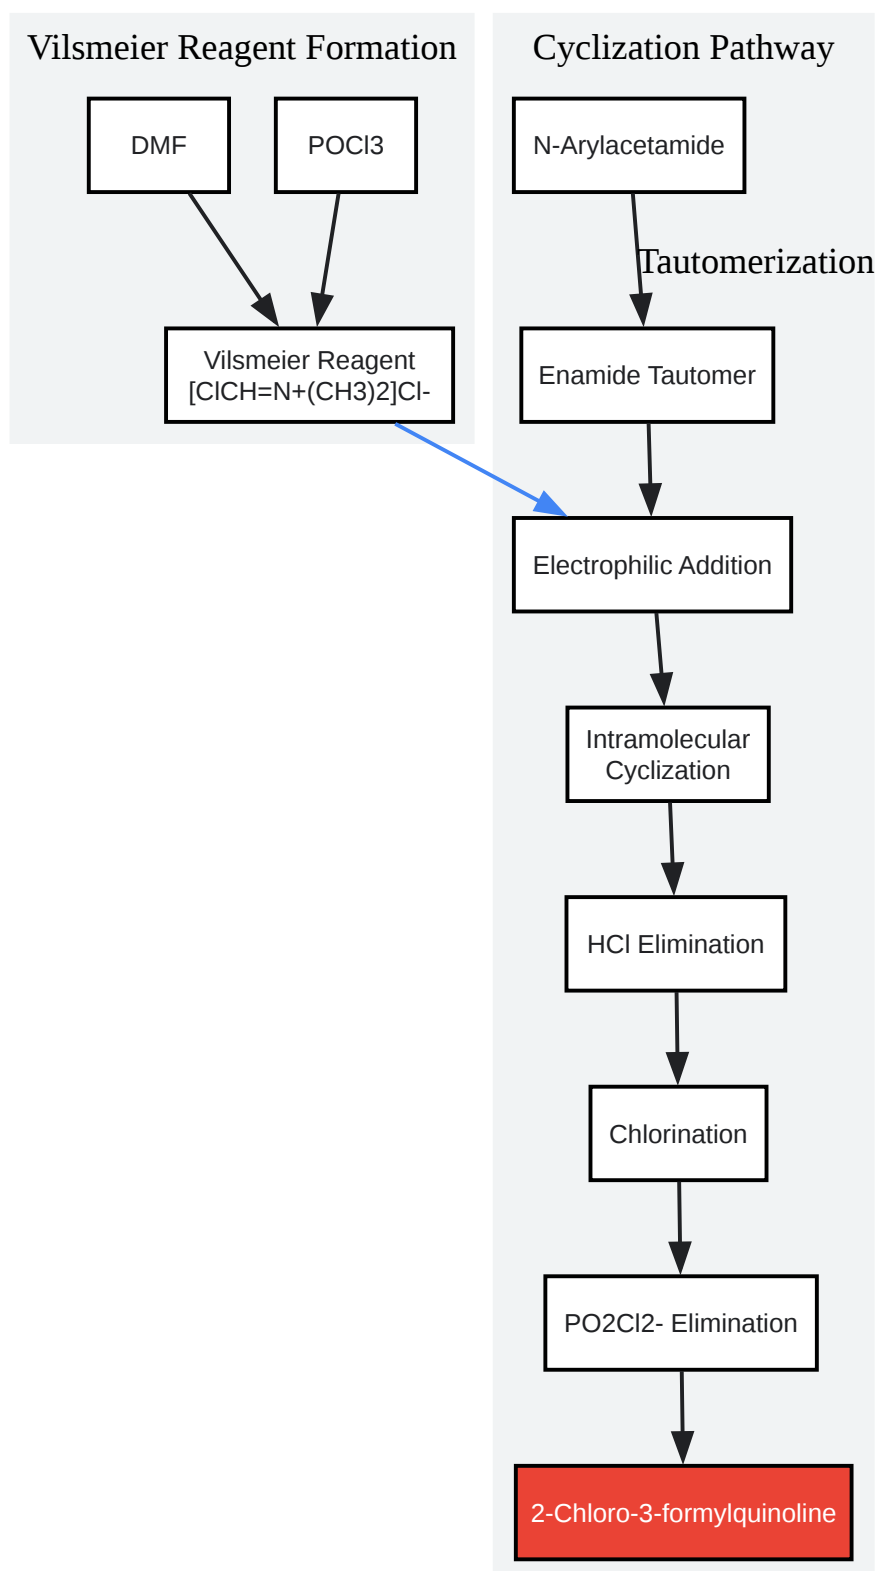 Vilsmeier Reagent Formation
DMF
POCl3
Vilsmeier Reagent
[ClCH=N+(CH3)2]Cl-
Cyclization Pathway
N-Arylacetamide
Tautomerization
Enamide Tautomer
Electrophilic Addition
Intramolecular
Cyclization
HCl Elimination
Chlorination
PO2Cl2- Elimination
2-Chloro-3-formylquinoline